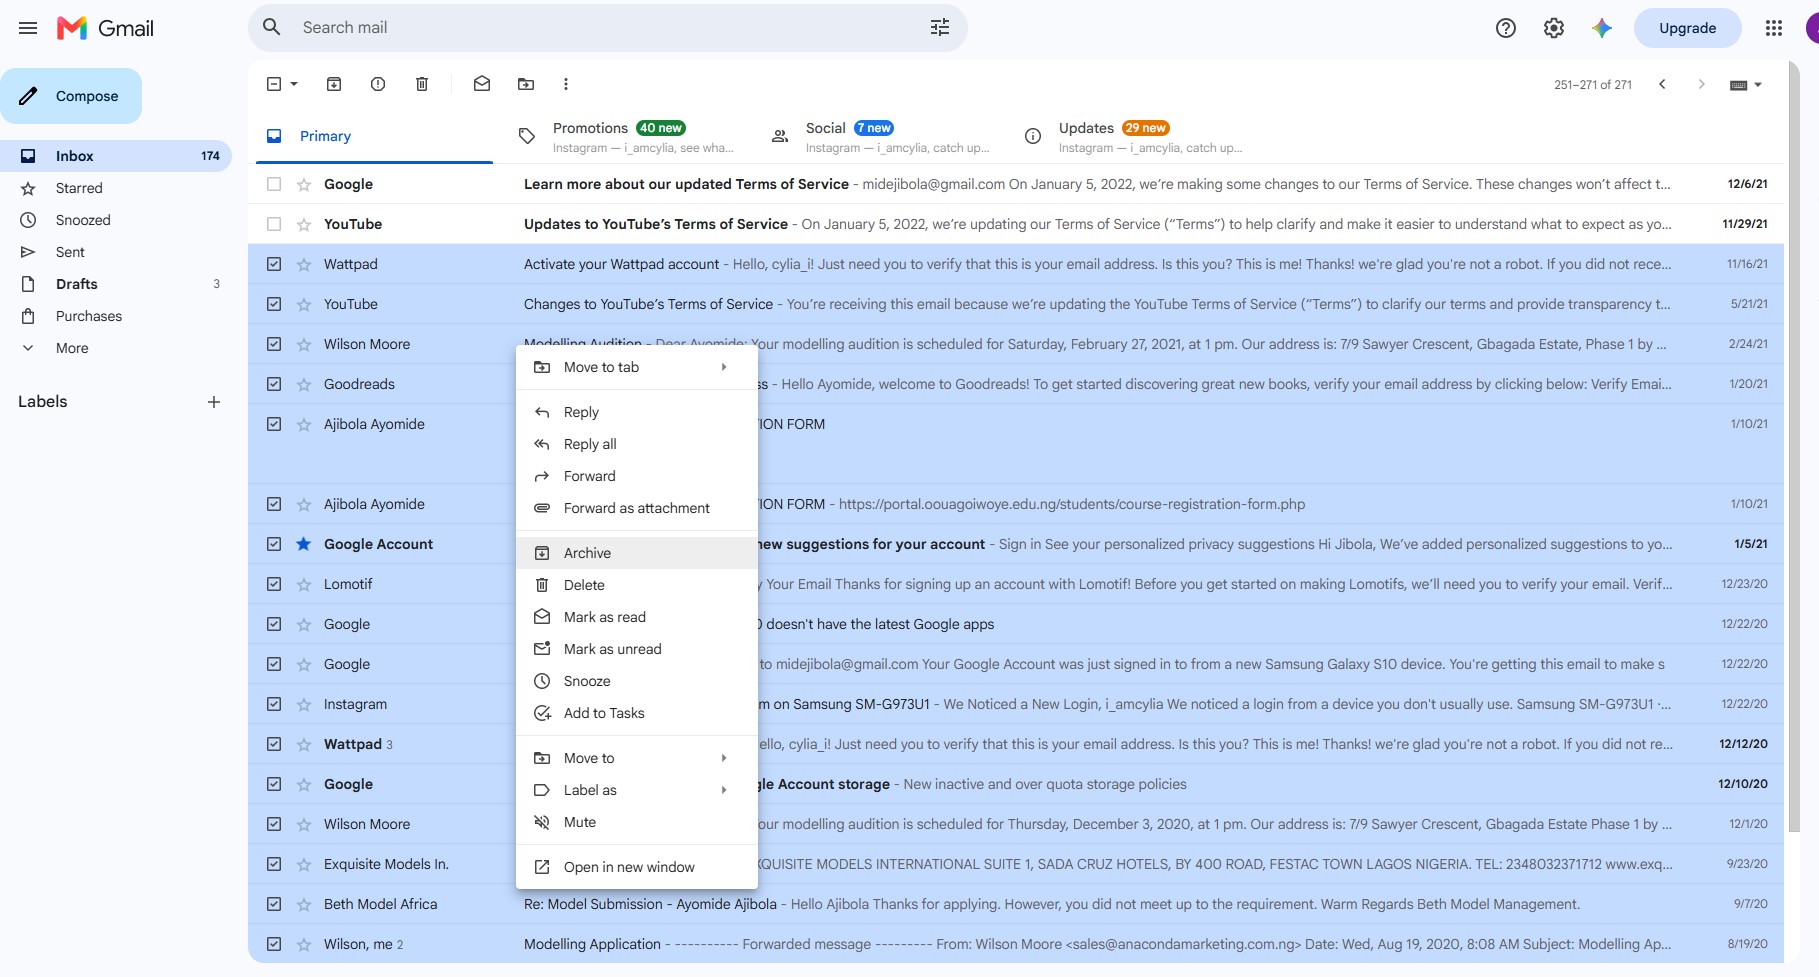 Gmail
Search mail
Upgrade
Compose
Inbox 174
Starred
Snoozed
Sent
Drafts 3
Purchases
More
Labels
251–271 of 271
Primary
Promotions 40 new
Instagram — i_amcylia, see wha...
Social 7 new
Instagram — i_amcylia, catch up...
Updates 29 new
Instagram — i_amcylia, catch up...
Google Learn more about our updated Terms of Service - midejibola@gmail.com On January 5, 2022, we're making some changes to our Terms of Service. These changes won't affect t... 12/6/21
YouTube Updates to YouTube's Terms of Service - On January 5, 2022, we're updating our Terms of Service (“Terms”) to help clarify and make it easier to understand what to expect as yo... 11/29/21
Wattpad Activate your Wattpad account - Hello, cylia_i! Just need you to verify that this is your email address. Is this you? This is me! Thanks! we're glad you're not a robot. If you did not rece... 11/16/21
YouTube Changes to YouTube's Terms of Service - You're receiving this email because we're updating the YouTube Terms of Service (“Terms”) to clarify our terms and provide transparency t... 5/21/21
Wilson Moore Modelling Audition - Dear Ayomide: Your modelling audition is scheduled for Saturday, February 27, 2021, at 1 pm. Our address is: 7/9 Sawyer Crescent, Gbagada Estate, Phase 1 by ... 2/24/21
Goodreads ss - Hello Ayomide, welcome to Goodreads! To get started discovering great new books, verify your email address by clicking below: Verify Emai... 1/20/21
Ajibola Ayomide ION FORM 1/10/21
Ajibola Ayomide ION FORM - https://portal.oouagoiwoye.edu.ng/students/course-registration-form.php 1/10/21
Google Account new suggestions for your account - Sign in See your personalized privacy suggestions Hi Jibola, We've added personalized suggestions to yo... 1/5/21
Lomotif y Your Email Thanks for signing up an account with Lomotif! Before you get started on making Lomotifs, we'll need you to verify your email. Verif... 12/23/20
Google 0 doesn't have the latest Google apps 12/22/20
Google to midejibola@gmail.com Your Google Account was just signed in to from a new Samsung Galaxy S10 device. You're getting this email to make s 12/22/20
Instagram m on Samsung SM-G973U1 - We Noticed a New Login, i_amcylia We noticed a login from a device you don't usually use. Samsung SM-G973U1 ·... 12/22/20
Wattpad 3 ello, cylia_i! Just need you to verify that this is your email address. Is this you? This is me! Thanks! we're glad you're not a robot. If you did not re... 12/12/20
Google gle Account storage - New inactive and over quota storage policies 12/10/20
Wilson Moore our modelling audition is scheduled for Thursday, December 3, 2020, at 1 pm. Our address is: 7/9 Sawyer Crescent, Gbagada Estate Phase 1 by ... 12/1/20
Exquisite Models In. XQUISITE MODELS INTERNATIONAL SUITE 1, SADA CRUZ HOTELS, BY 400 ROAD, FESTAC TOWN LAGOS NIGERIA. TEL: 2348032371712 www.exq... 9/23/20
Beth Model Africa Re: Model Submission - Ayomide Ajibola - Hello Ajibola Thanks for applying. However, you did not meet up to the requirement. Warm Regards Beth Model Management. 9/7/20
Wilson, me 2 Modelling Application - ---------- Forwarded message --------- From: Wilson Moore <sales@anacondamarketing.com.ng> Date: Wed, Aug 19, 2020, 8:08 AM Subject: Modelling Ap... 8/19/20
Move to tab
Reply
Reply all
Forward
Forward as attachment
Archive
Delete
Mark as read
Mark as unread
Snooze
Add to Tasks
Move to
Label as
Mute
Open in new window